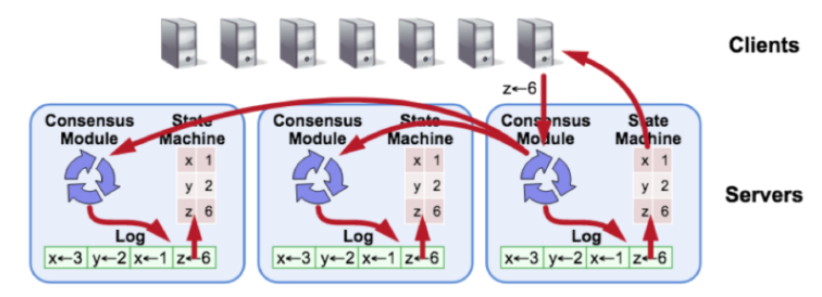 Clients
z←6
Consensus Module
State Machine
x 1
y 2
z 6
Log
x←3 y←2 x←1 z←6
Consensus Module
State Machine
x 1
y 2
z 6
Log
x←3 y←2 x←1 z←6
Consensus Module
State Machine
x 1
y 2
z 6
Log
x←3 y←2 x←1 z←6
Servers